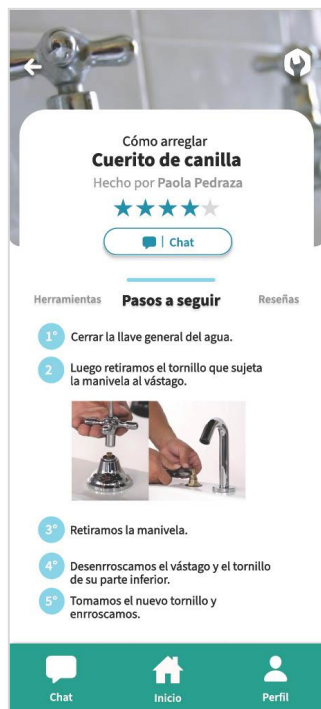 Cómo arreglar
Cuerito de canilla
Hecho por Paola Pedraza
| Chat
Herramientas Pasos a seguir Reseñas
1° Cerrar la llave general del agua.
2 Luego retiramos el tornillo que sujeta
la manivela al vástago.
3° Retiramos la manivela.
4° Desenrroscamos el vástago y el tornillo
de su parte inferior.
5° Tomamos el nuevo tornillo y
enrroscamos.
Chat Inicio Perfil